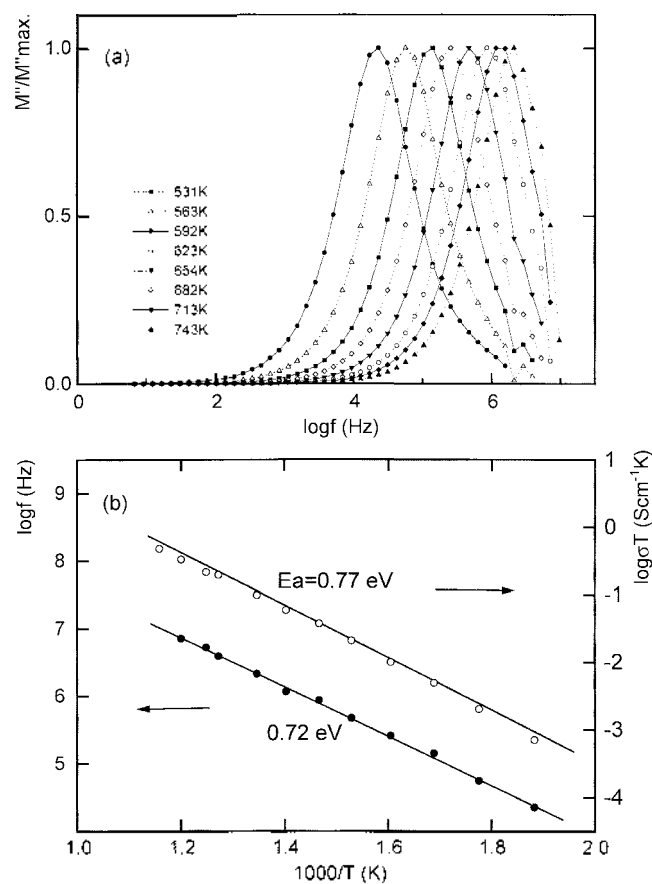 (a)
M''/M''max.
1.0
0.5
0.0
531K
563K
592K
623K
654K
682K
713K
743K
0 2 4 6
logf (Hz)
(b)
logf (Hz)
9
8
7
6
5
Ea=0.77 eV
0.72 eV
1
0
-1
-2
-3
-4
logσT (Scm⁻¹K)
1.0 1.2 1.4 1.6 1.8 2.0
1000/T (K)